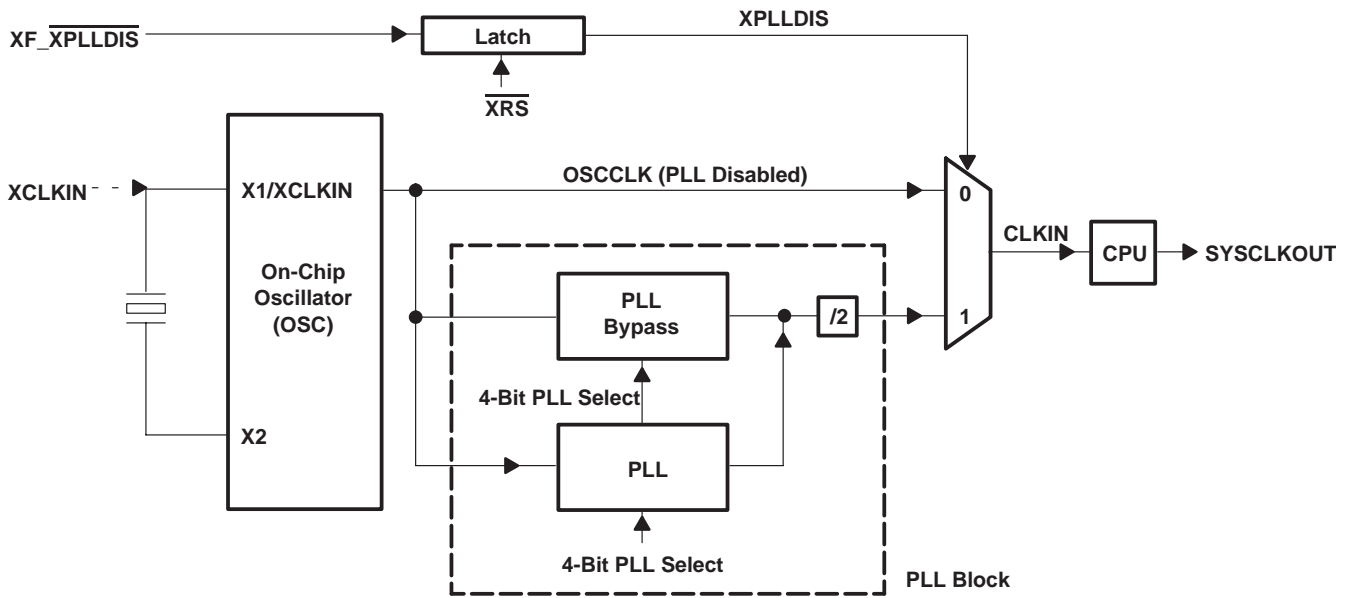 XPLLDIS
XF_XPLLDIS
Latch
XRS
XCLKIN
X1/XCLKIN
OSCCLK (PLL Disabled)
0
On-Chip
Oscillator
(OSC)
CLKIN
CPU
SYSCLKOUT
PLL
Bypass
/2
1
4-Bit PLL Select
X2
PLL
4-Bit PLL Select
PLL Block